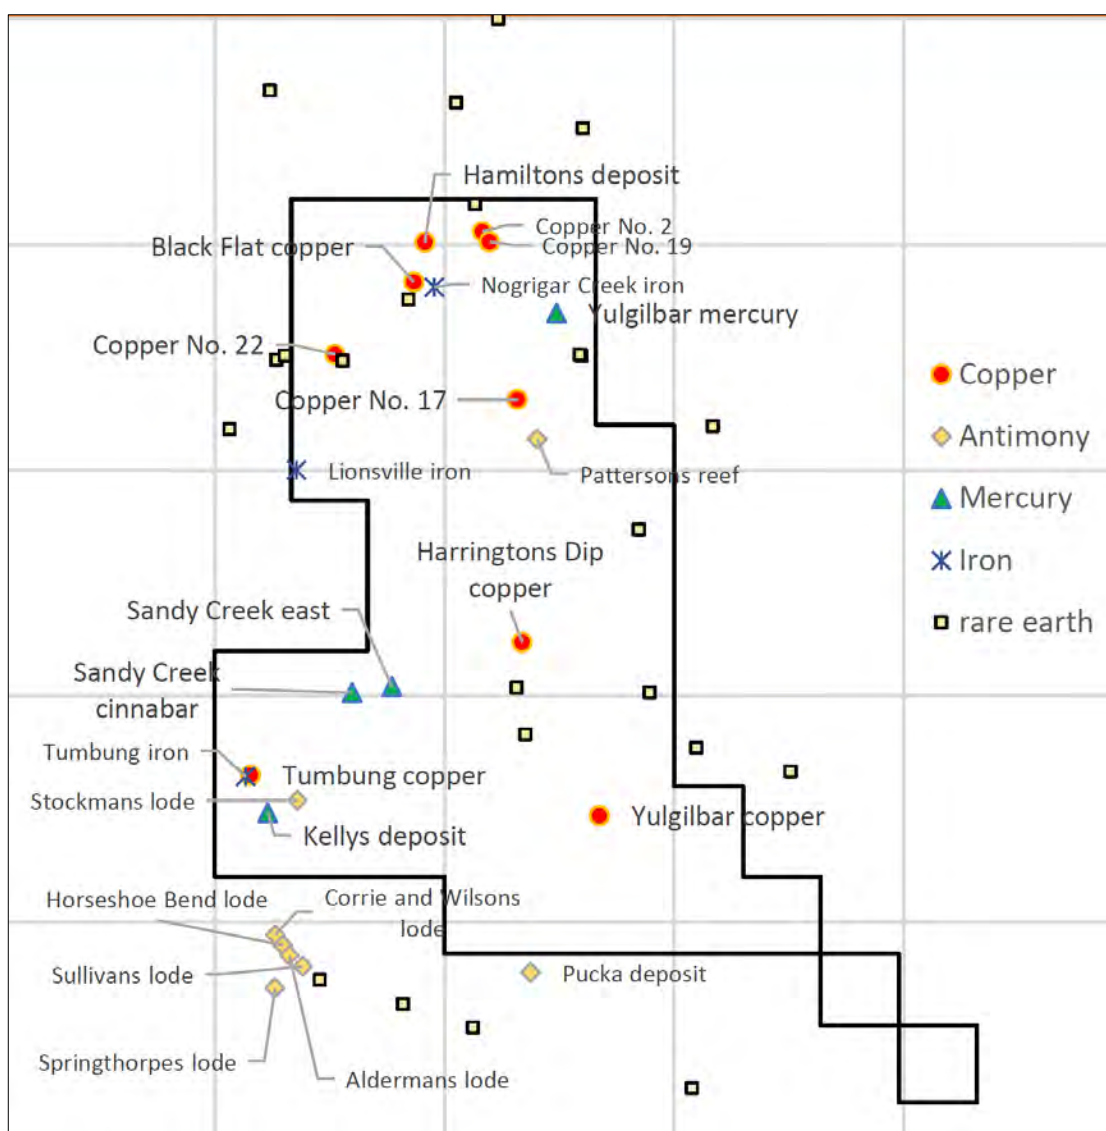 Hamiltons deposit
Copper No. 2
Copper No. 19
Black Flat copper
Nogrigar Creek iron
Yulgilbar mercury
Copper No. 22
Copper No. 17
Lionsville iron
Pattersons reef
Harringtons Dip
copper
Sandy Creek east
Sandy Creek
cinnabar
Tumbung iron
Tumbung copper
Stockmans lode
Yulgilbar copper
Kellys deposit
Horseshoe Bend lode
Corrie and Wilsons
lode
Sullivans lode
Pucka deposit
Springthorpes lode
Aldermans lode
Copper
Antimony
Mercury
Iron
rare earth